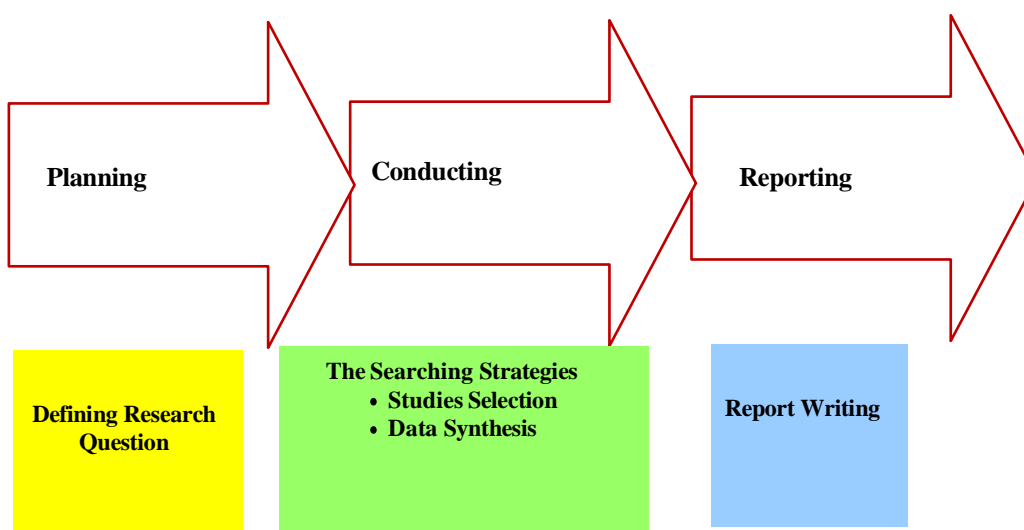 Planning
Conducting
Reporting
Defining Research
Question
The Searching Strategies
• Studies Selection
• Data Synthesis
Report Writing